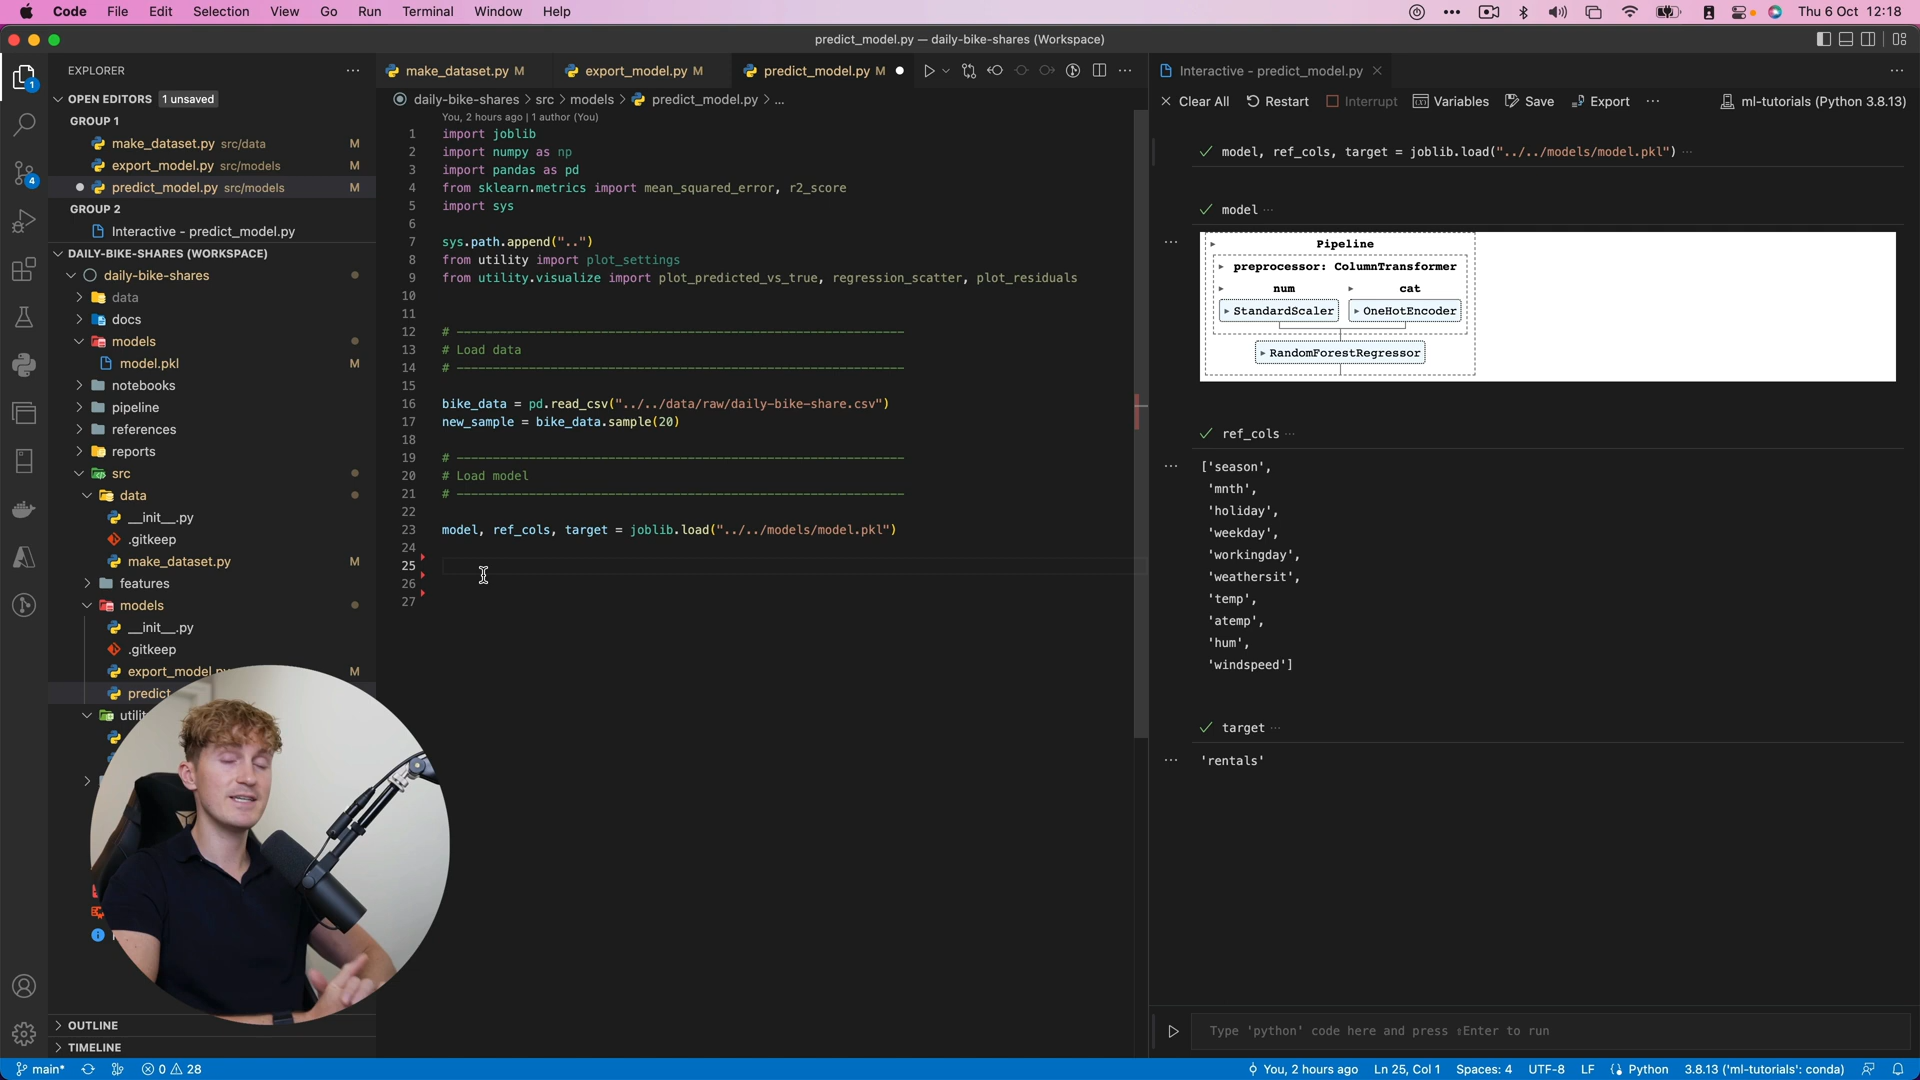 Code File Edit Selection View Go Run Terminal Window Help
Thu 6 Oct 12:18
predict_model.py — daily-bike-shares (Workspace)
EXPLORER
OPEN EDITORS 1 unsaved
GROUP 1
make_dataset.py src/data M
export_model.py src/models M
predict_model.py src/models M
GROUP 2
Interactive - predict_model.py
DAILY-BIKE-SHARES (WORKSPACE)
daily-bike-shares
data
docs
models
model.pkl M
notebooks
pipeline
references
reports
src
data
__init__.py
.gitkeep
make_dataset.py M
features
models
__init__.py
.gitkeep
export_model.py M
predict_
OUTLINE
TIMELINE
1
4
make_dataset.py M
export_model.py M
predict_model.py M
daily-bike-shares > src > models > predict_model.py > ...
You, 2 hours ago | 1 author (You)
1 import joblib
2 import numpy as np
3 import pandas as pd
4 from sklearn.metrics import mean_squared_error, r2_score
5 import sys
6
7 sys.path.append("..")
8 from utility import plot_settings
9 from utility.visualize import plot_predicted_vs_true, regression_scatter, plot_residuals
10
11
12 # --------------------------------------------------------------
13 # Load data
14 # --------------------------------------------------------------
15
16 bike_data = pd.read_csv("../../data/raw/daily-bike-share.csv")
17 new_sample = bike_data.sample(20)
18
19 # --------------------------------------------------------------
20 # Load model
21 # --------------------------------------------------------------
22
23 model, ref_cols, target = joblib.load("../../models/model.pkl")
24
25
26
27
Interactive - predict_model.py
Clear All Restart Interrupt Variables Save Export ... ml-tutorials (Python 3.8.13)
model, ref_cols, target = joblib.load("../../models/model.pkl") ...
model ...
Pipeline
preprocessor: ColumnTransformer
num cat
StandardScaler OneHotEncoder
RandomForestRegressor
ref_cols ...
['season',
'mnth',
'holiday',
'weekday',
'workingday',
'weathersit',
'temp',
'atemp',
'hum',
'windspeed']
target ...
'rentals'
Type 'python' code here and press ⇧Enter to run
main* 0 28
You, 2 hours ago Ln 25, Col 1 Spaces: 4 UTF-8 LF Python 3.8.13 ('ml-tutorials': conda)